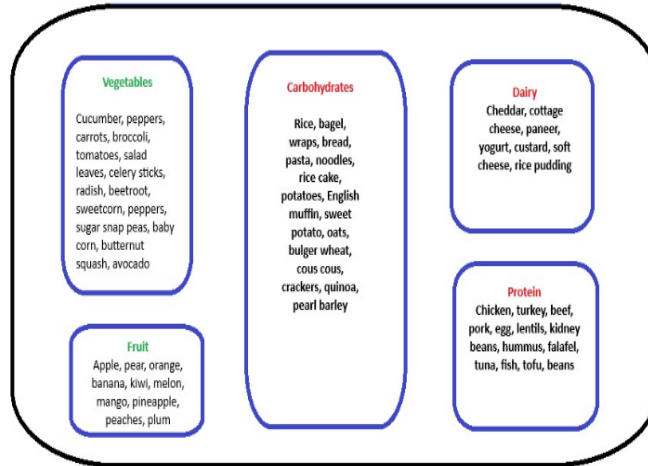 Vegetables
Cucumber, peppers,
carrots, broccoli,
tomatoes, salad
leaves, celery sticks,
radish, beetroot,
sweetcorn, peppers,
sugar snap peas, baby
corn, butternut
squash, avocado
Fruit
Apple, pear, orange,
banana, kiwi, melon,
mango, pineapple,
peaches, plum
Carbohydrates
Rice, bagel,
wraps, bread,
pasta, noodles,
rice cake,
potatoes, English
muffin, sweet
potato, oats,
bulger wheat,
cous cous,
crackers, quinoa,
pearl barley
Dairy
Cheddar, cottage
cheese, paneer,
yogurt, custard, soft
cheese, rice pudding
Protein
Chicken, turkey, beef,
pork, egg, lentils, kidney
beans, hummus, falafel,
tuna, fish, tofu, beans